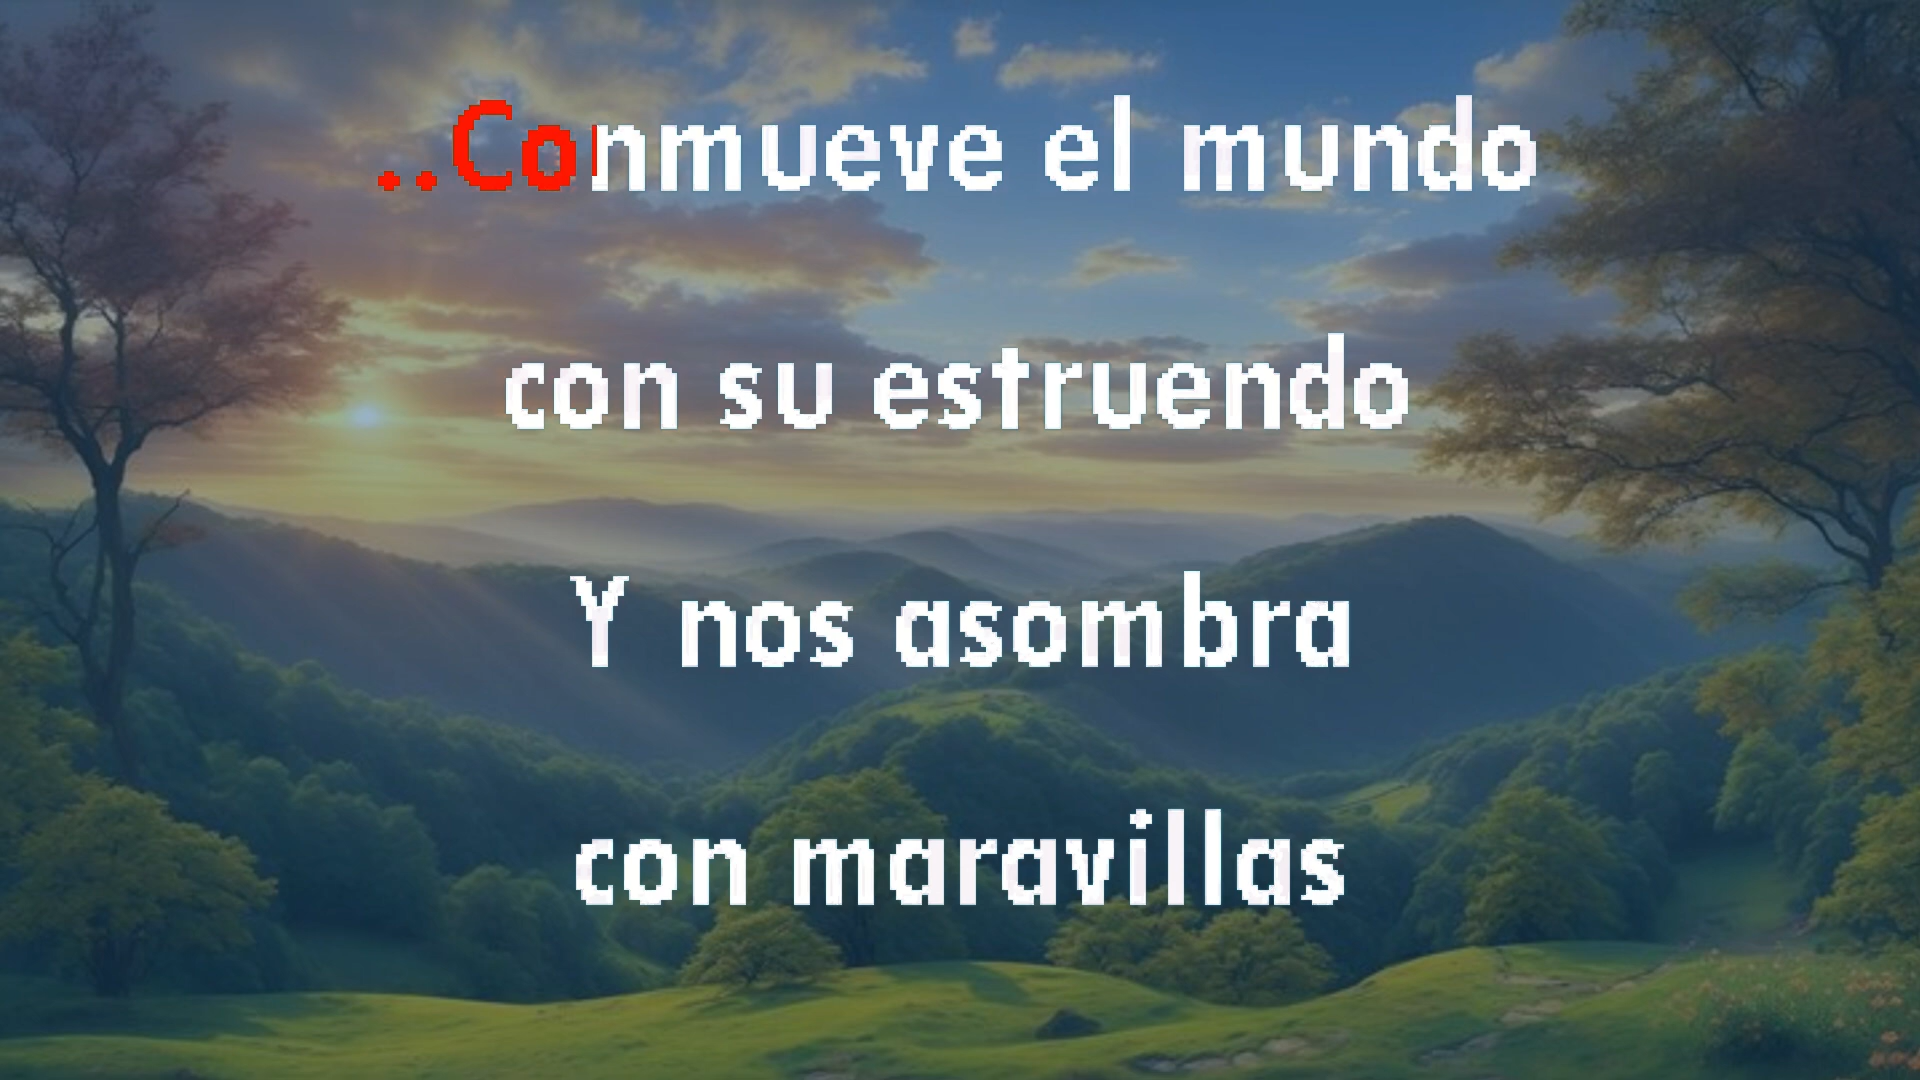 ..Conmueve el mundo
con su estruendo
Y nos asombra
con maravillas